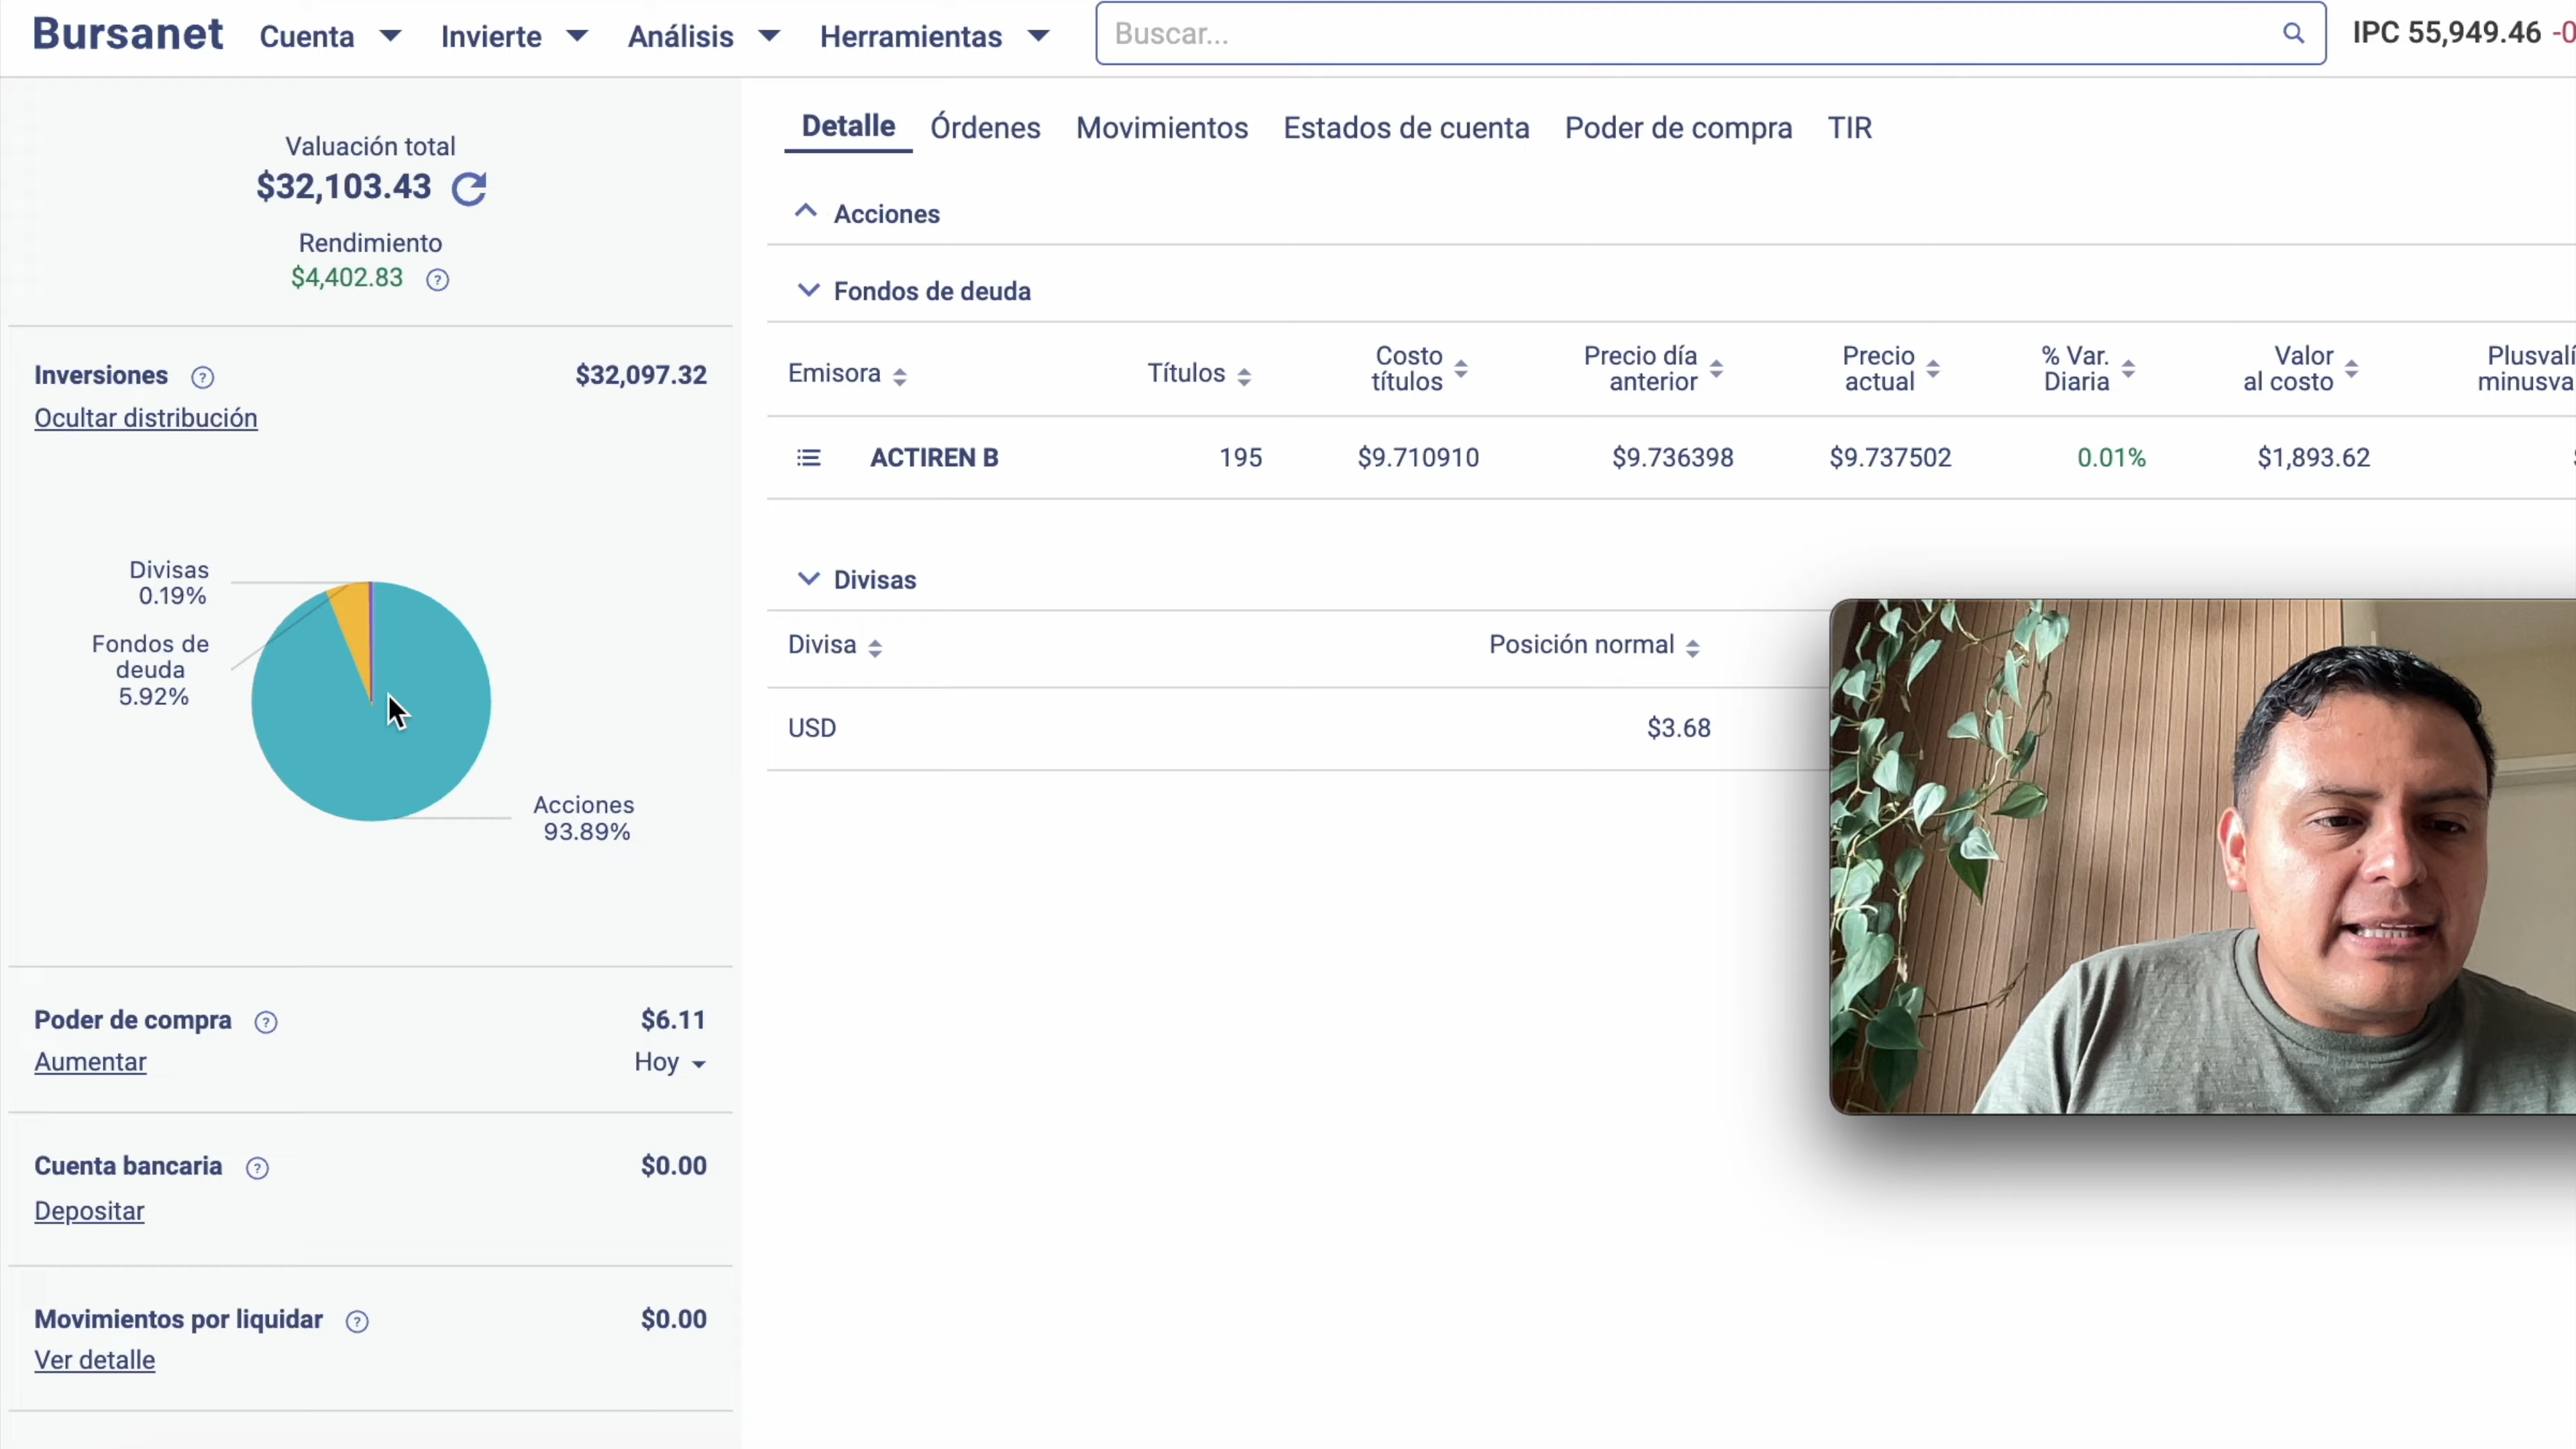 Bursanet Cuenta Invierte Análisis Herramientas Buscar... IPC 55,949.46 -0
Valuación total
$32,103.43
Rendimiento
$4,402.83
Inversiones $32,097.32
Ocultar distribución
Divisas
0.19%
Fondos de
deuda
5.92%
Acciones
93.89%
Poder de compra $6.11
Aumentar Hoy
Cuenta bancaria $0.00
Depositar
Movimientos por liquidar $0.00
Ver detalle
Detalle Órdenes Movimientos Estados de cuenta Poder de compra TIR
Acciones
Fondos de deuda
Emisora Títulos Costo títulos Precio día anterior Precio actual % Var. Diaria Valor al costo Plusvalí minusva
ACTIREN B 195 $9.710910 $9.736398 $9.737502 0.01% $1,893.62
Divisas
Divisa Posición normal
USD $3.68